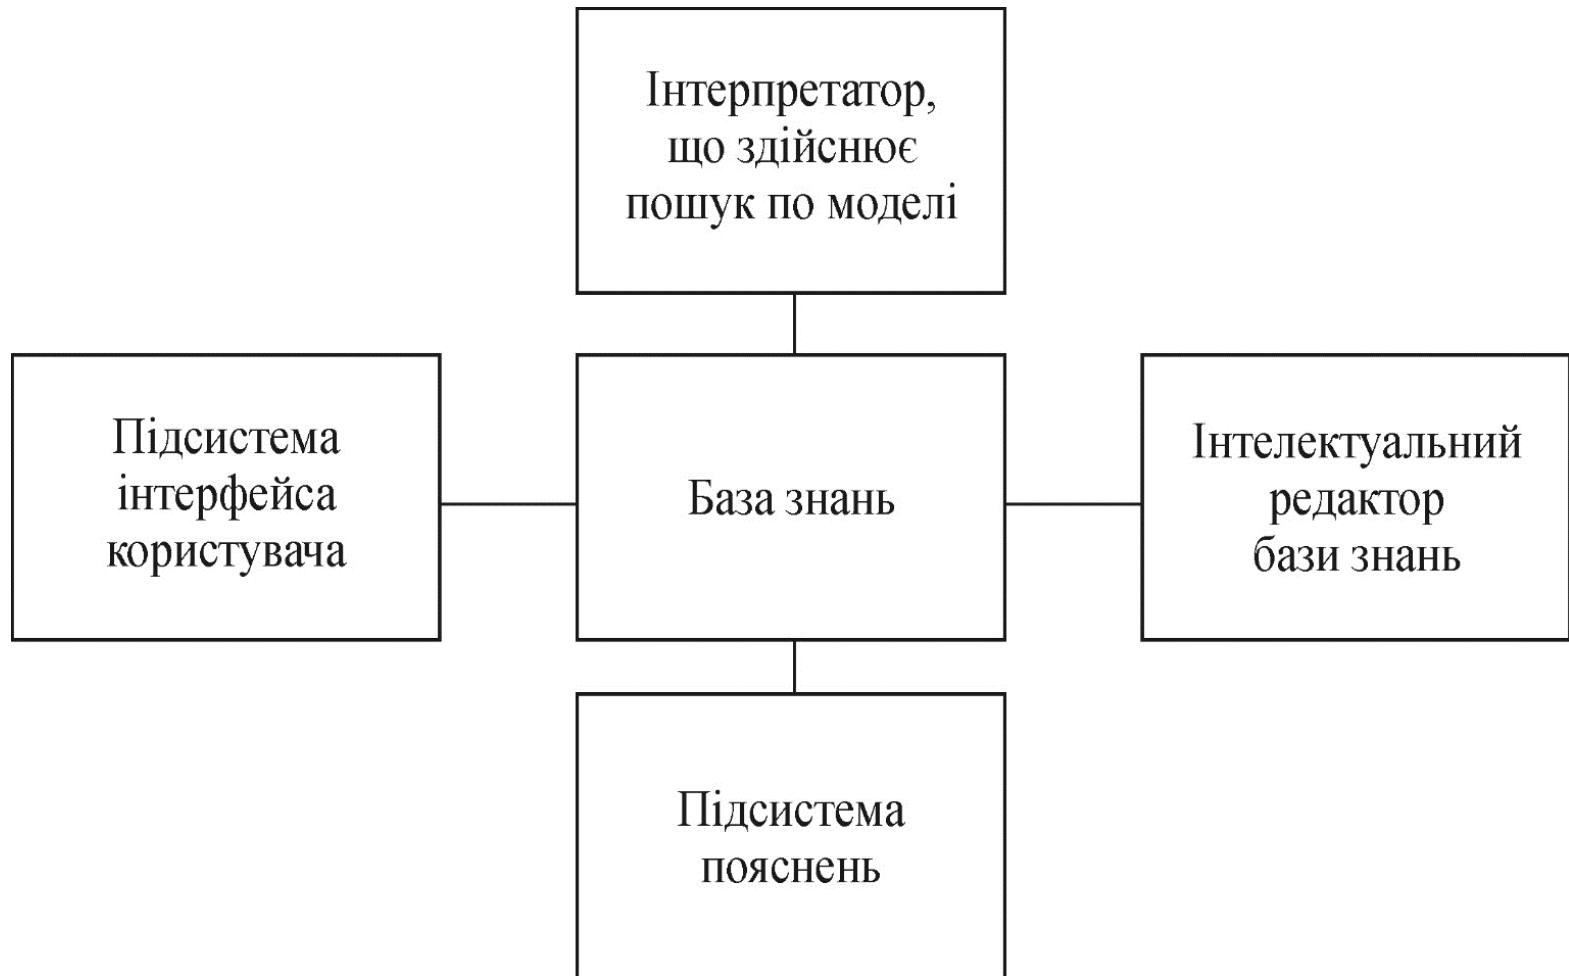 Інтерпретатор,
що здійснює
пошук по моделі
Підсистема
інтерфейса
користувача
База знань
Інтелектуальний
редактор
бази знань
Підсистема
пояснень